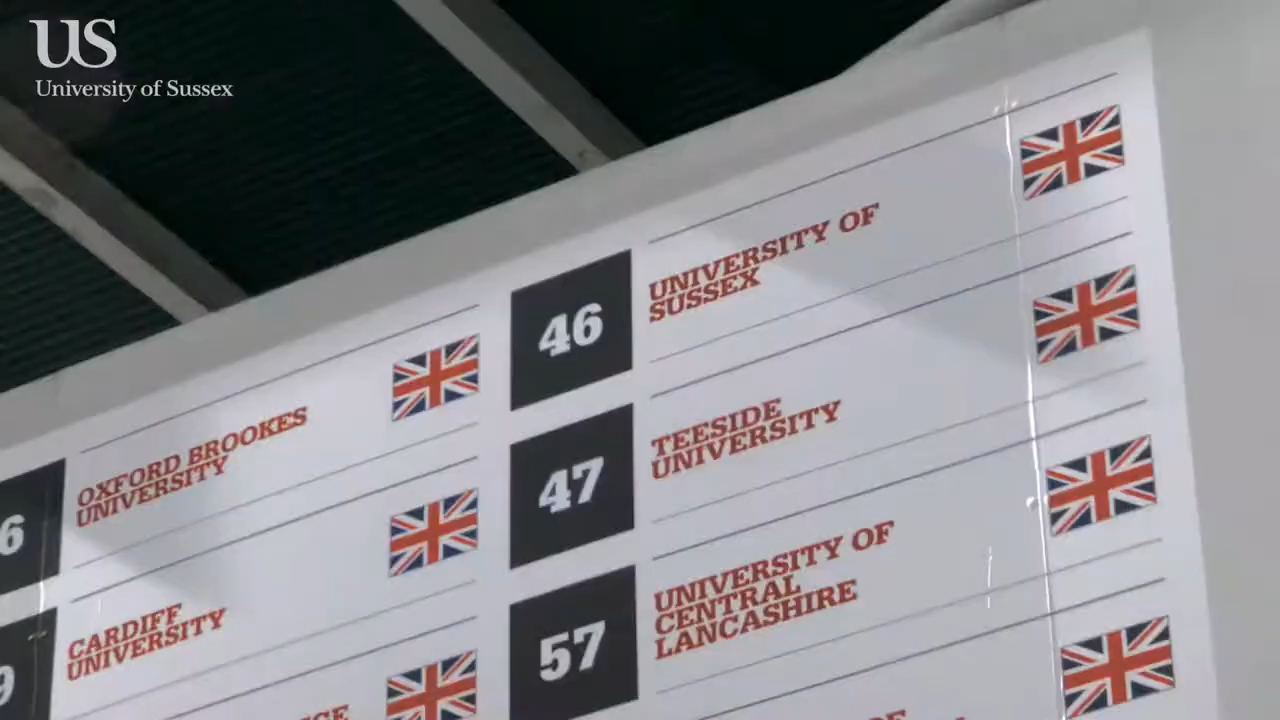 US
University of Sussex
6
OXFORD BROOKES
UNIVERSITY
9
CARDIFF
UNIVERSITY
46
UNIVERSITY OF
SUSSEX
47
TEESIDE
UNIVERSITY
57
UNIVERSITY OF
CENTRAL
LANCASHIRE